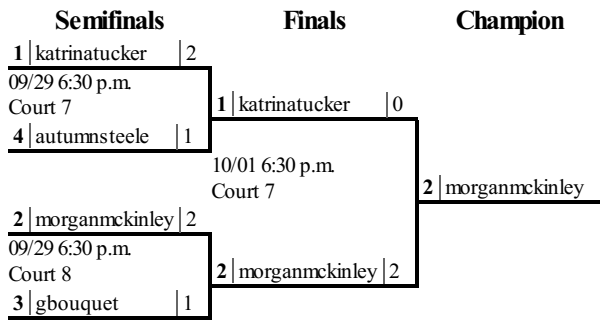 Semifinals Finals Champion
1 katrinatucker 2
09/29 6:30 p.m.
Court 7
4 autumnsteele 1
2 morganmckinley 2
09/29 6:30 p.m.
Court 8
3 gbouquet 1
1 katrinatucker 0
10/01 6:30 p.m.
Court 7
2 morganmckinley 2
2 morganmckinley